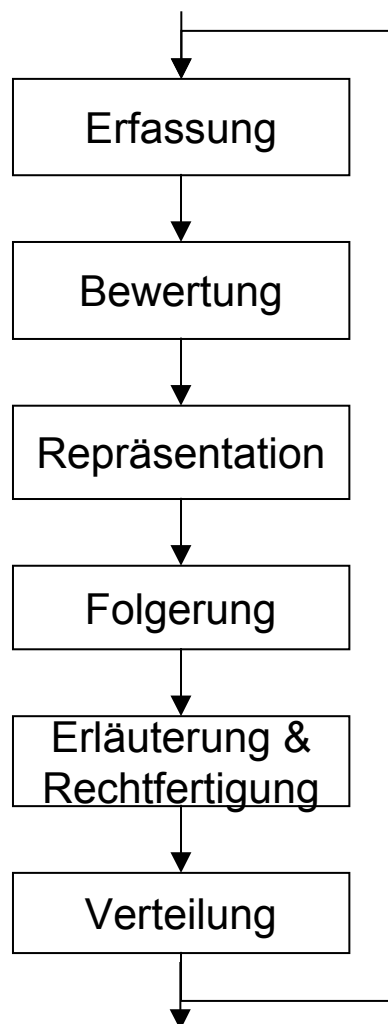 Erfassung
Bewertung
Repräsentation
Folgerung
Erläuterung &
Rechtfertigung
Verteilung